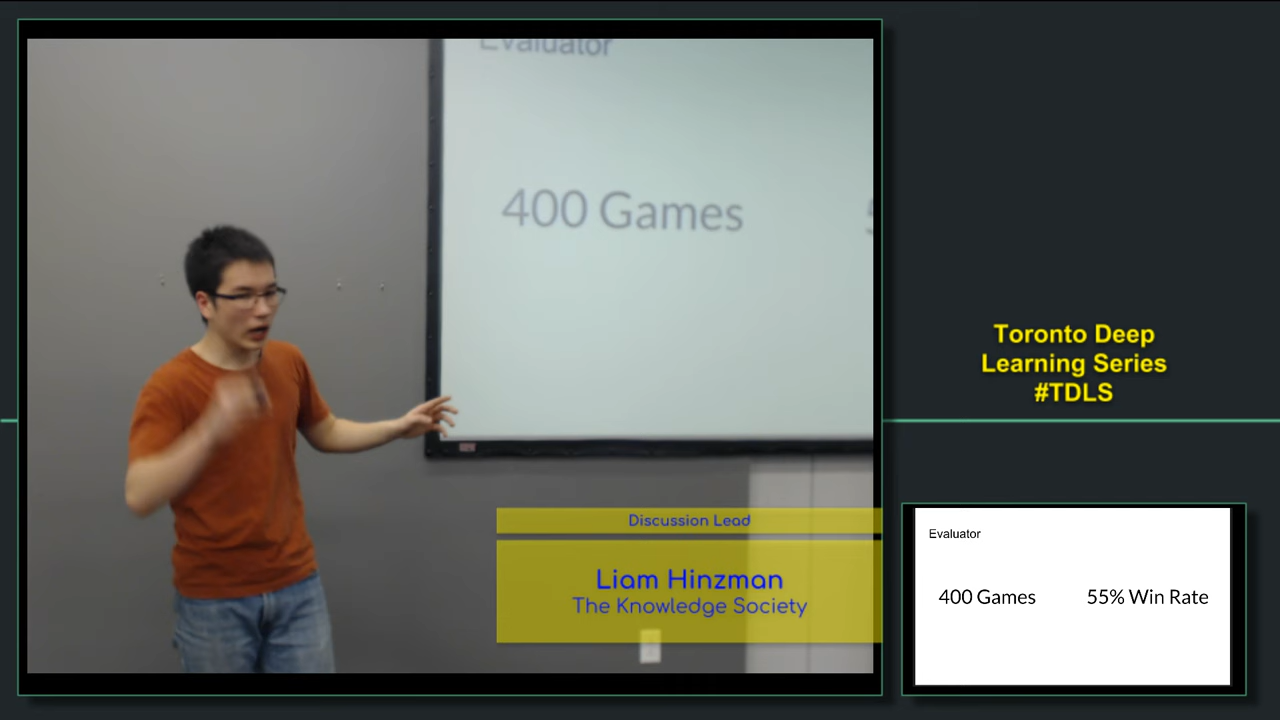 Evaluator
400 Games
Discussion Lead
Liam Hinzman
The Knowledge Society
Toronto Deep
Learning Series
#TDLS
Evaluator
400 Games 55% Win Rate